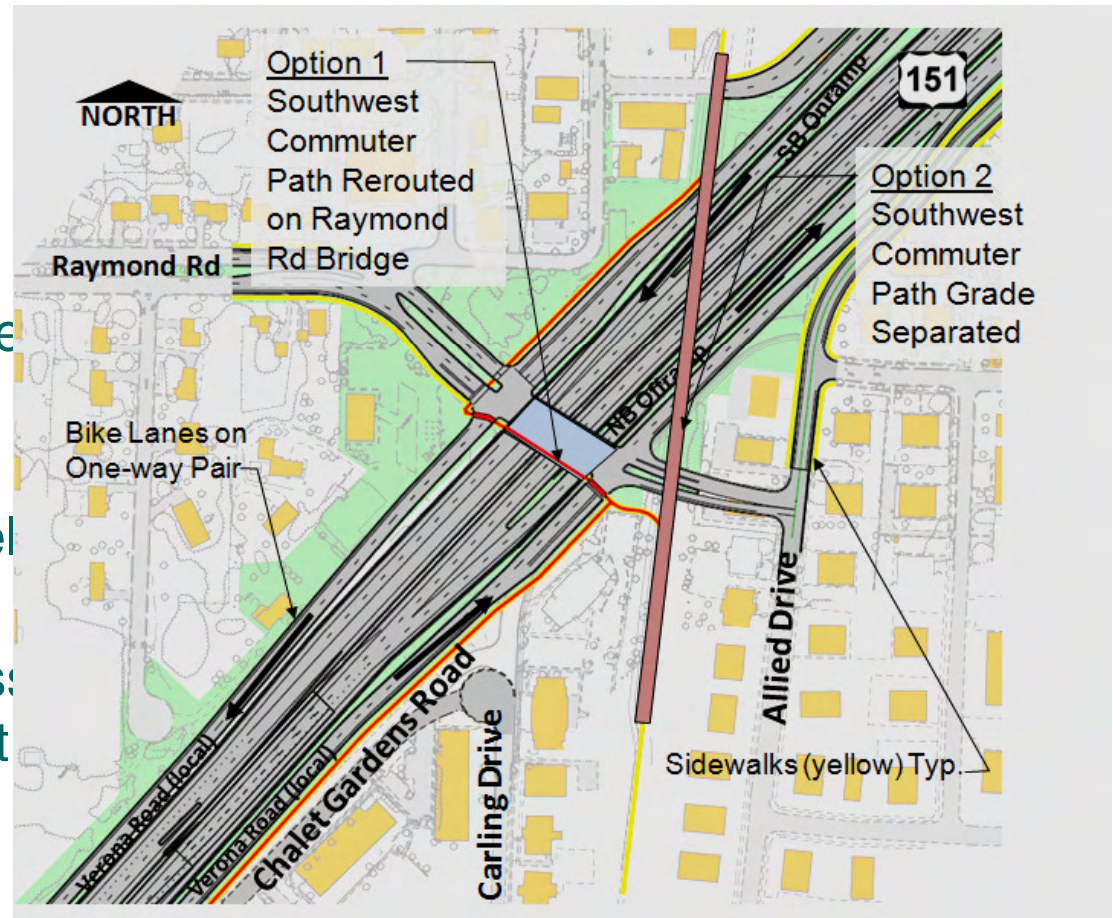 NORTH
Option 1
Southwest
Commuter
Path Rerouted
on Raymond
Rd Bridge
151
SB Onramp
Option 2
Southwest
Commuter
Path Grade
Separated
Raymond Rd
NB Offramp
Bike Lanes on
One-way Pair
Allied Drive
Sidewalks (yellow) Typ.
Verona Road (local)
Verona Road (local)
Chalet Gardens Road
Carling Drive